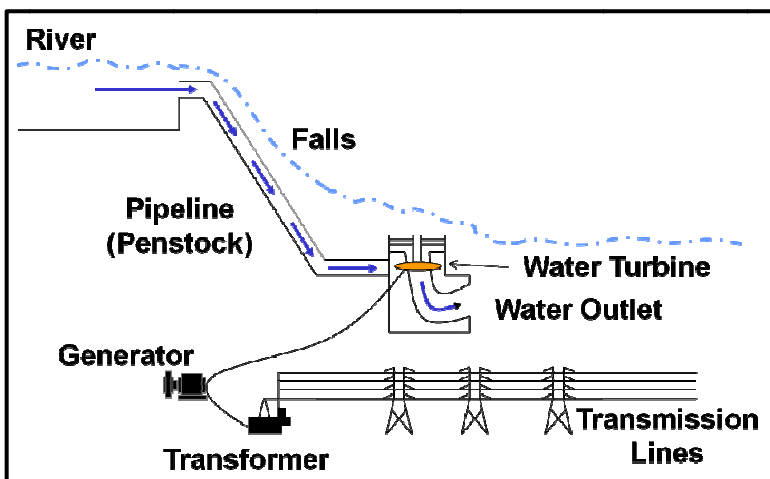 River
Falls
Pipeline
(Penstock)
Water Turbine
Water Outlet
Generator
Transformer
Transmission
Lines